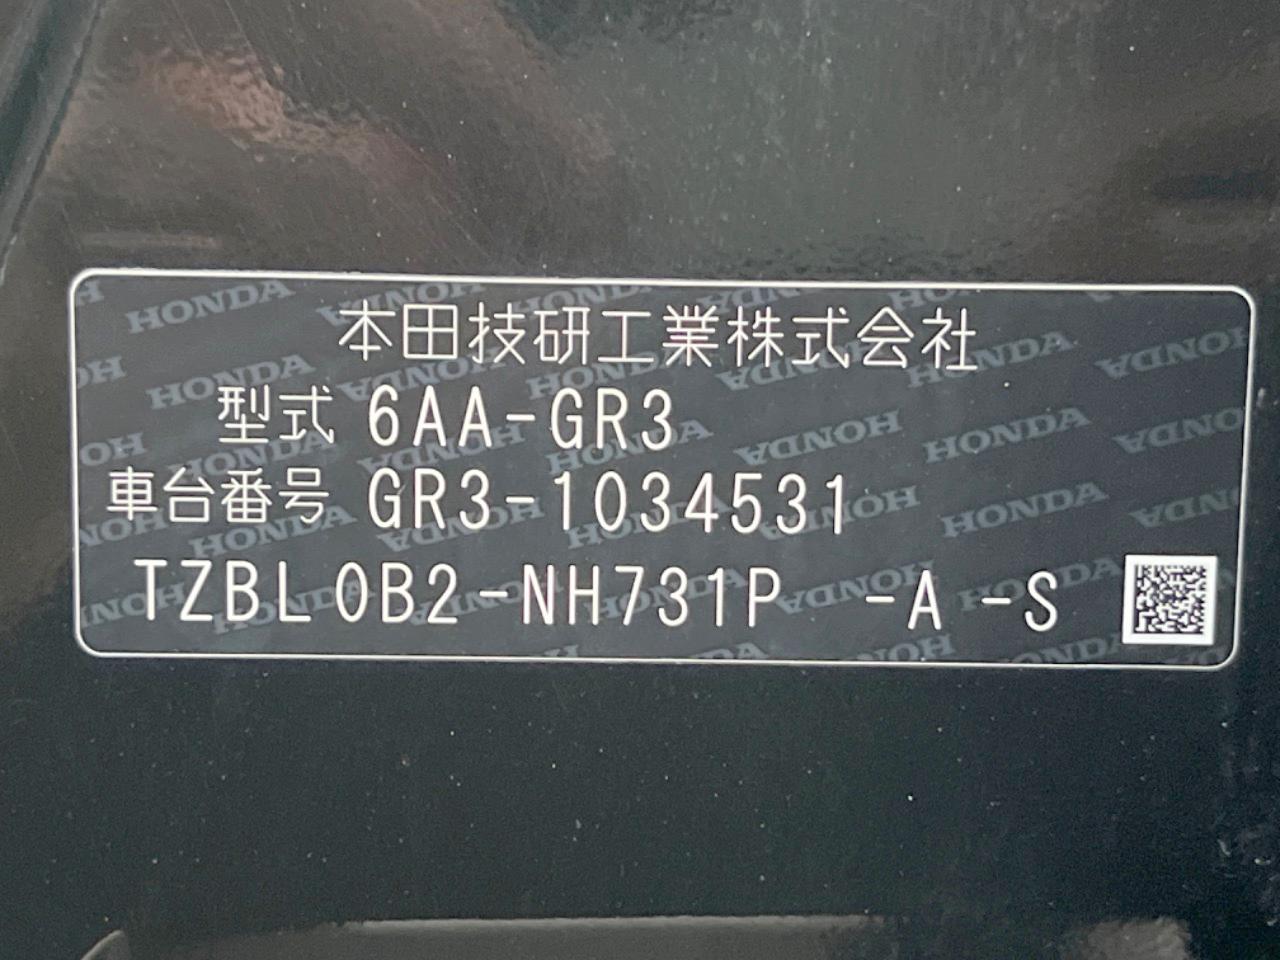 本田技研工業株式会社
型式 6AA-GR3
車台番号 GR3-1034531
TZBL0B2-NH731P -A -S